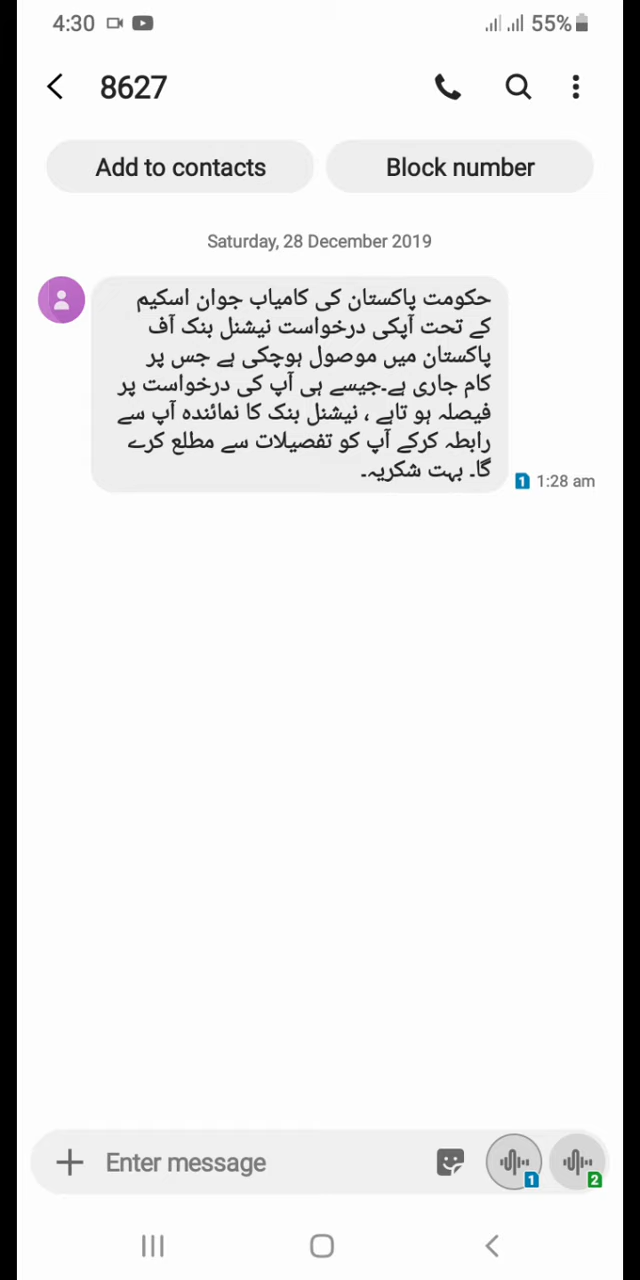 4:30
55%
8627
Add to contacts
Block number
Saturday, 28 December 2019
حکومت پاکستان کی کامیاب جوان اسکیم
کے تحت آپکی درخواست نیشنل بنک آف
پاکستان میں موصول ہوچکی ہے جس پر
کام جاری ہے۔جیسے ہی آپ کی درخواست پر
فیصلہ ہو تاہے ، نیشنل بنک کا نمائندہ آپ سے
رابطہ کرکے آپ کو تفصیلات سے مطلع کرے
گا۔ بہت شکریہ۔
1 1:28 am
Enter message
1
2